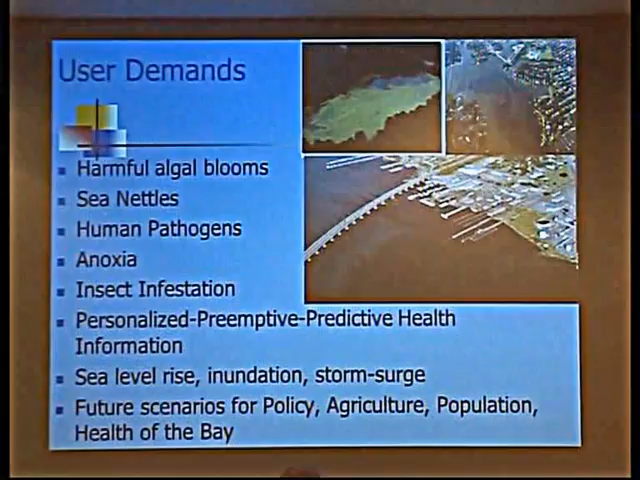 User Demands
Harmful algal blooms
Sea Nettles
Human Pathogens
Anoxia
Insect Infestation
Personalized-Preemptive-Predictive Health
Information
Sea level rise, inundation, storm-surge
Future scenarios for Policy, Agriculture, Population,
Health of the Bay